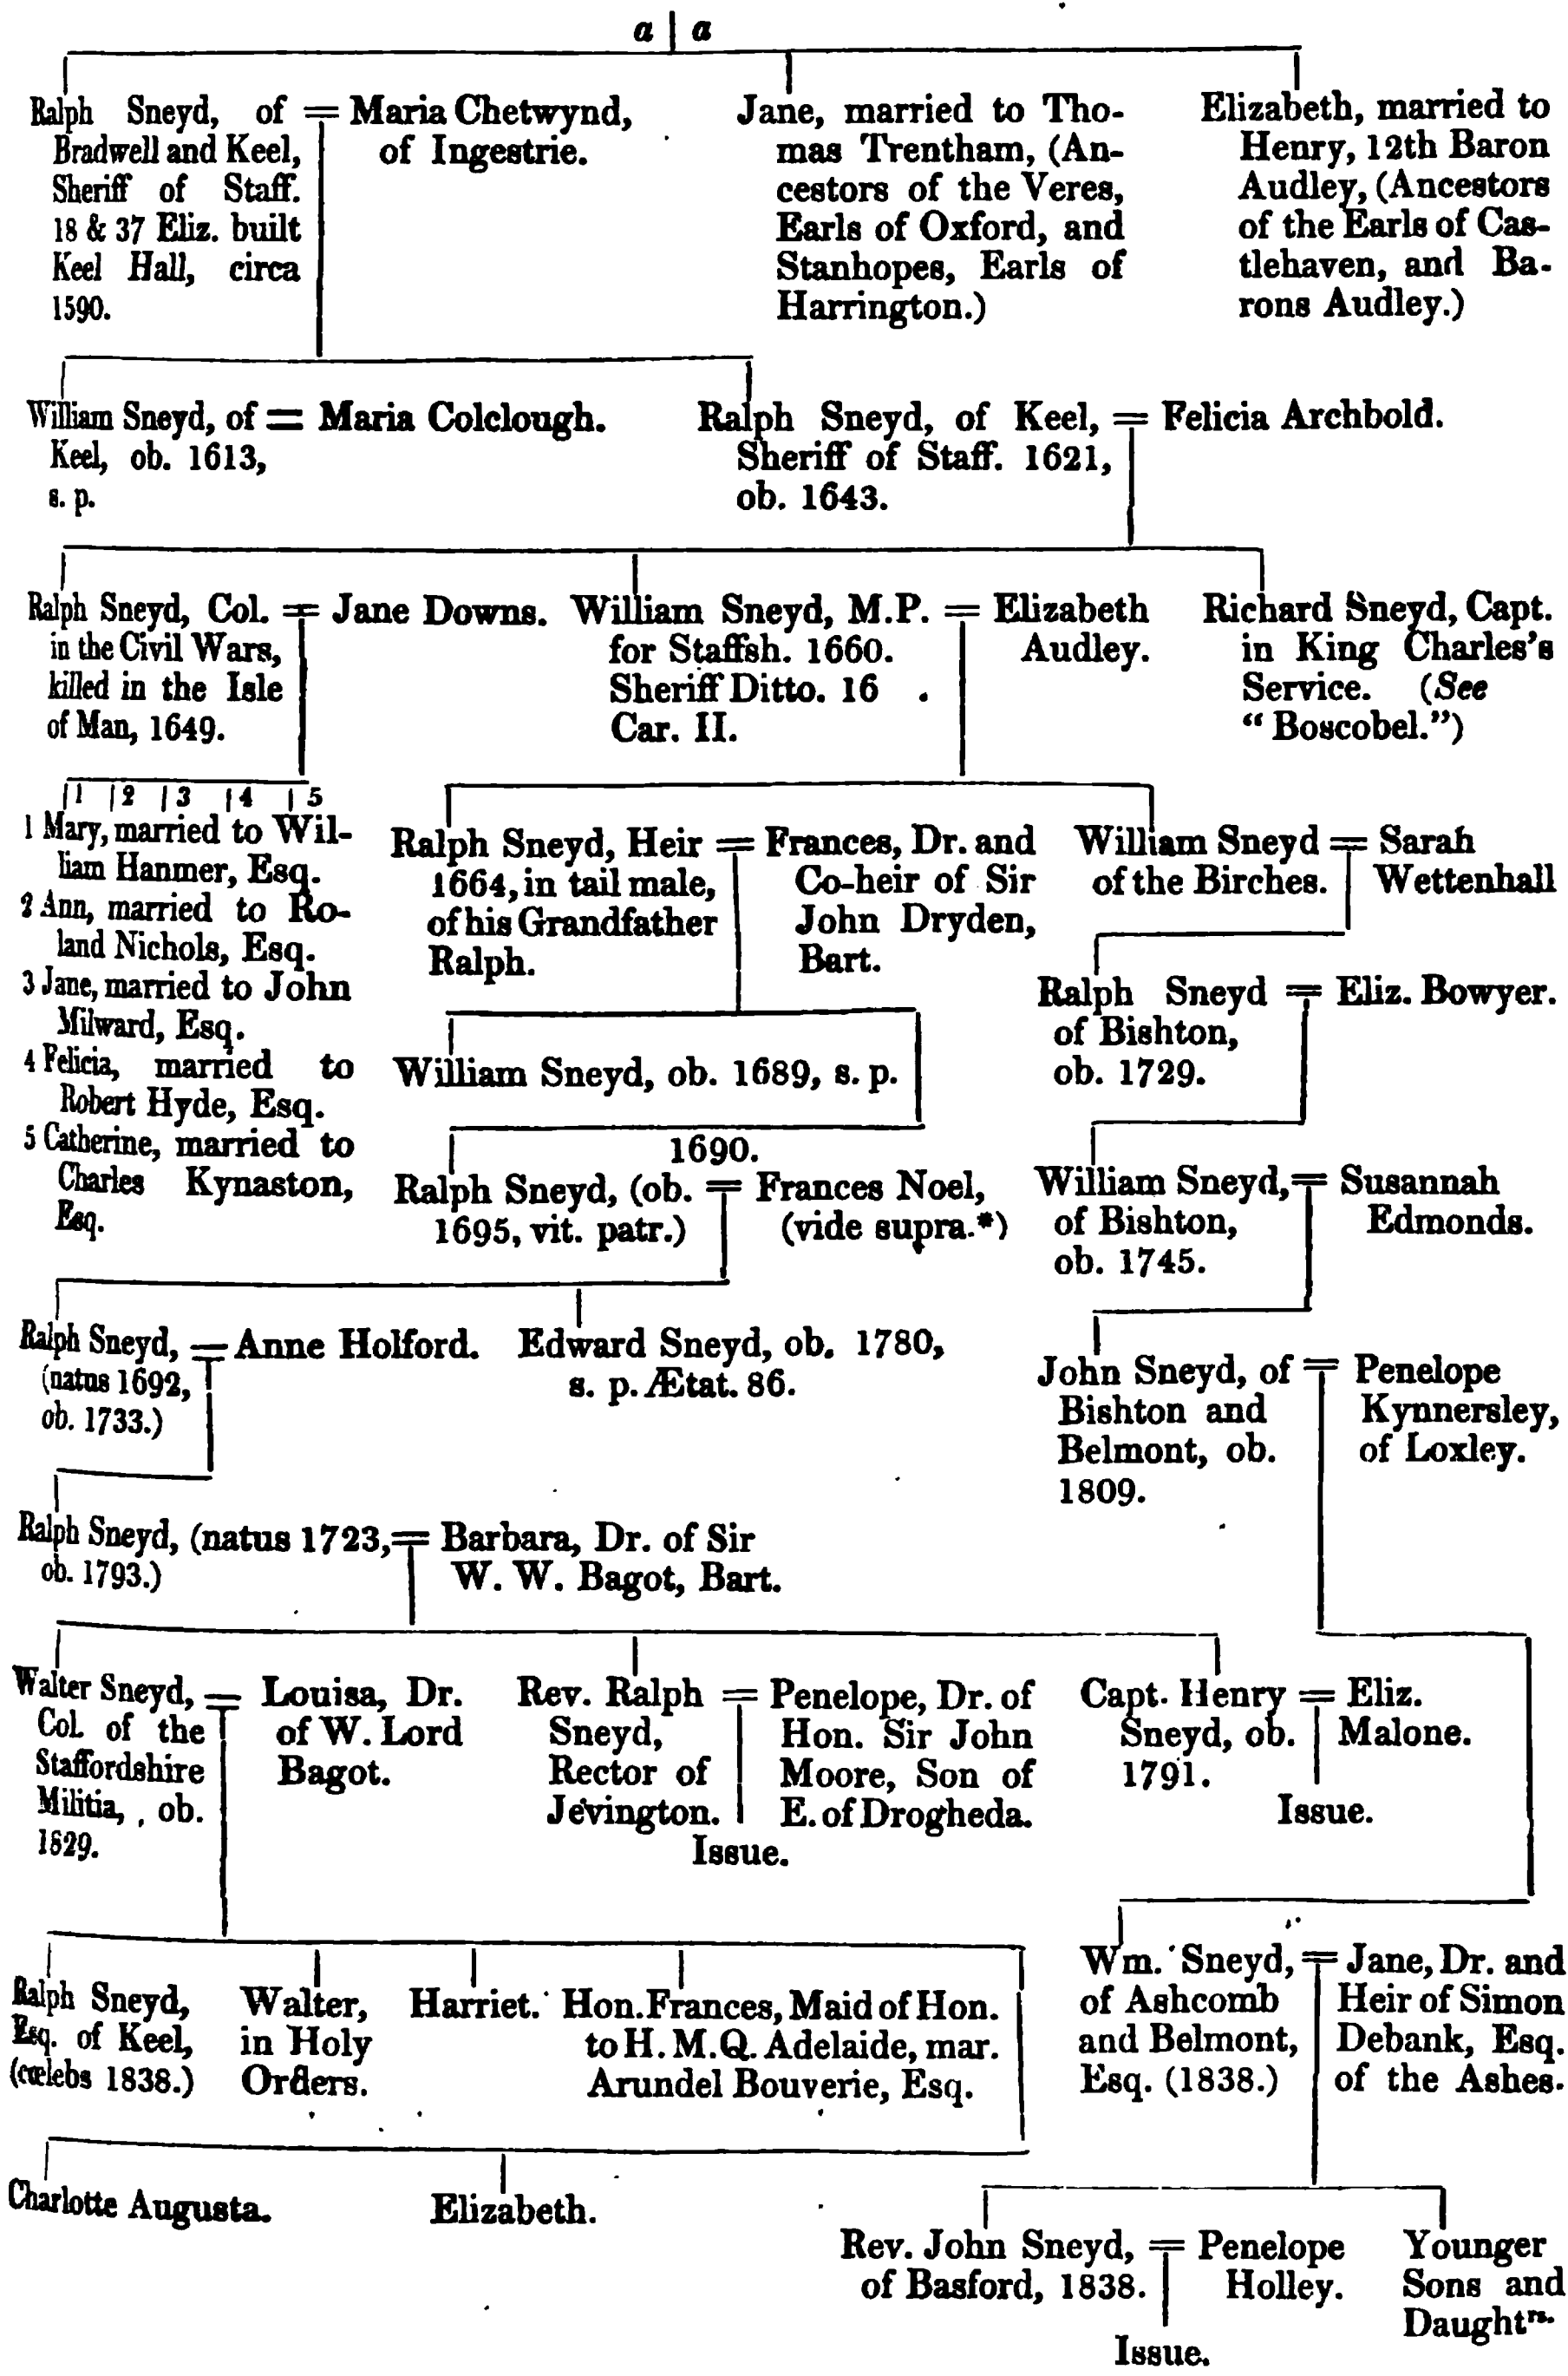 a | a
Ralph Sneyd, of
Bradwell and Keel,
Sheriff of Staff.
18 & 37 Eliz. built
Keel Hall, circa
1590.
= Maria Chetwynd,
of Ingestrie.
Jane, married to Tho-
mas Trentham, (An-
cestors of the Veres,
Earls of Oxford, and
Stanhopes, Earls of
Harrington.)
Elizabeth, married to
Henry, 12th Baron
Audley, (Ancestors
of the Earls of Cas-
tlehaven, and Ba-
rons Audley.)
William Sneyd, of
Keel, ob. 1613,
s. p.
= Maria Colclough.
Ralph Sneyd, of Keel,
Sheriff of Staff. 1621,
ob. 1643.
= Felicia Archbold.
Ralph Sneyd, Col.
in the Civil Wars,
killed in the Isle
of Man, 1649.
= Jane Downs.
William Sneyd, M.P.
for Staffsh. 1660.
Sheriff Ditto. 16
Car. II.
= Elizabeth
Audley.
Richard Sneyd, Capt.
in King Charles's
Service. (See
"Boscobel.")
1 2 3 4 5
1 Mary, married to Wil-
liam Hanmer, Esq.
2 Ann, married to Ro-
land Nichols, Esq.
3 Jane, married to John
Milward, Esq.
4 Felicia, married to
Robert Hyde, Esq.
5 Catherine, married to
Charles Kynaston,
Esq.
Ralph Sneyd, Heir
1664, in tail male,
of his Grandfather
Ralph.
= Frances, Dr. and
Co-heir of Sir
John Dryden,
Bart.
William Sneyd
of the Birches.
= Sarah
Wettenhall
Ralph Sneyd
of Bishton,
ob. 1729.
= Eliz. Bowyer.
William Sneyd, ob. 1689, s. p.
1690.
Ralph Sneyd, (ob.
1695, vit. patr.)
= Frances Noel,
(vide supra.*)
William Sneyd,
of Bishton,
ob. 1745.
= Susannah
Edmonds.
Ralph Sneyd,
(natus 1692,
ob. 1733.)
= Anne Holford.
Edward Sneyd, ob. 1780,
s. p. Ætat. 86.
John Sneyd, of
Bishton and
Belmont, ob.
1809.
= Penelope
Kynnersley,
of Loxley.
Ralph Sneyd, (natus 1723,
ob. 1793.)
= Barbara, Dr. of Sir
W. W. Bagot, Bart.
Walter Sneyd,
Col. of the
Staffordshire
Militia, ob.
1829.
= Louisa, Dr.
of W. Lord
Bagot.
Rev. Ralph
Sneyd,
Rector of
Jevington.
= Penelope, Dr. of
Hon. Sir John
Moore, Son of
E. of Drogheda.
Issue.
Capt. Henry
Sneyd, ob.
1791.
= Eliz.
Malone.
Issue.
Ralph Sneyd,
Esq. of Keel,
(cœlebs 1838.)
Walter,
in Holy
Orders.
Harriet.
Hon. Frances, Maid of Hon.
to H. M. Q. Adelaide, mar.
Arundel Bouverie, Esq.
Wm. Sneyd,
of Ashcomb
and Belmont,
Esq. (1838.)
= Jane, Dr. and
Heir of Simon
Debank, Esq.
of the Ashes.
Charlotte Augusta.
Elizabeth.
Rev. John Sneyd,
of Basford, 1838.
= Penelope
Holley.
Younger
Sons and
Daughtrs.
Issue.